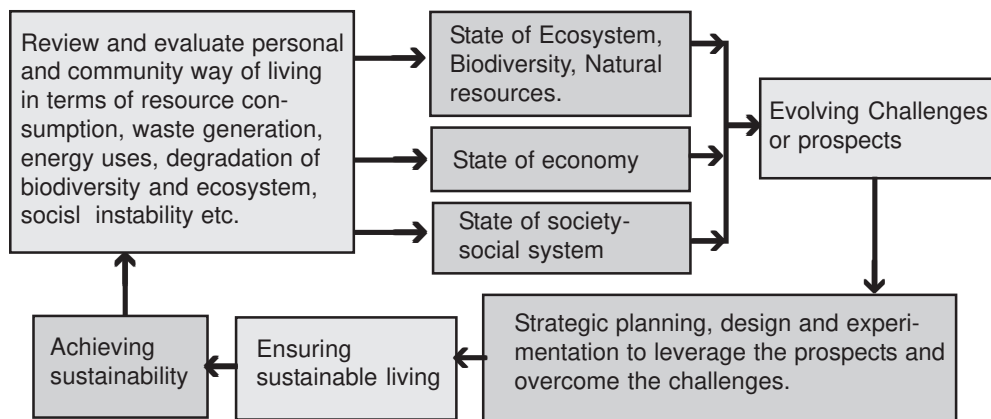 Review and evaluate personal
and community way of living
in terms of resource con-
sumption, waste generation,
energy uses, degradation of
biodiversity and ecosystem,
socisl instability etc.
State of Ecosystem,
Biodiversity, Natural
resources.
State of economy
State of society-
social system
Evolving Challenges
or prospects
Strategic planning, design and experi-
mentation to leverage the prospects and
overcome the challenges.
Ensuring
sustainable living
Achieving
sustainability